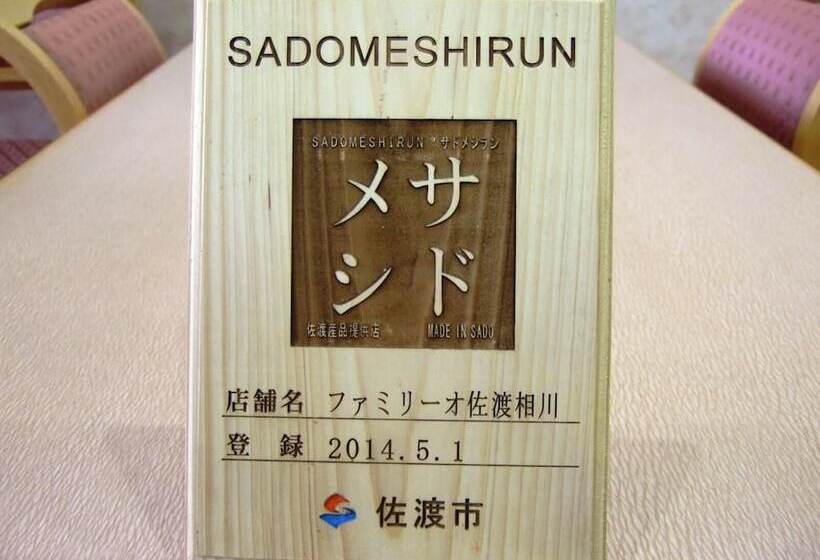 SADOMESHIRUN
SADOMESHIRUN "サドメシラン
サド
メシ
佐渡産品提供店 MADE IN SADO
店舗名 ファミリーオ佐渡相川
登録 2014.5.1
佐渡市